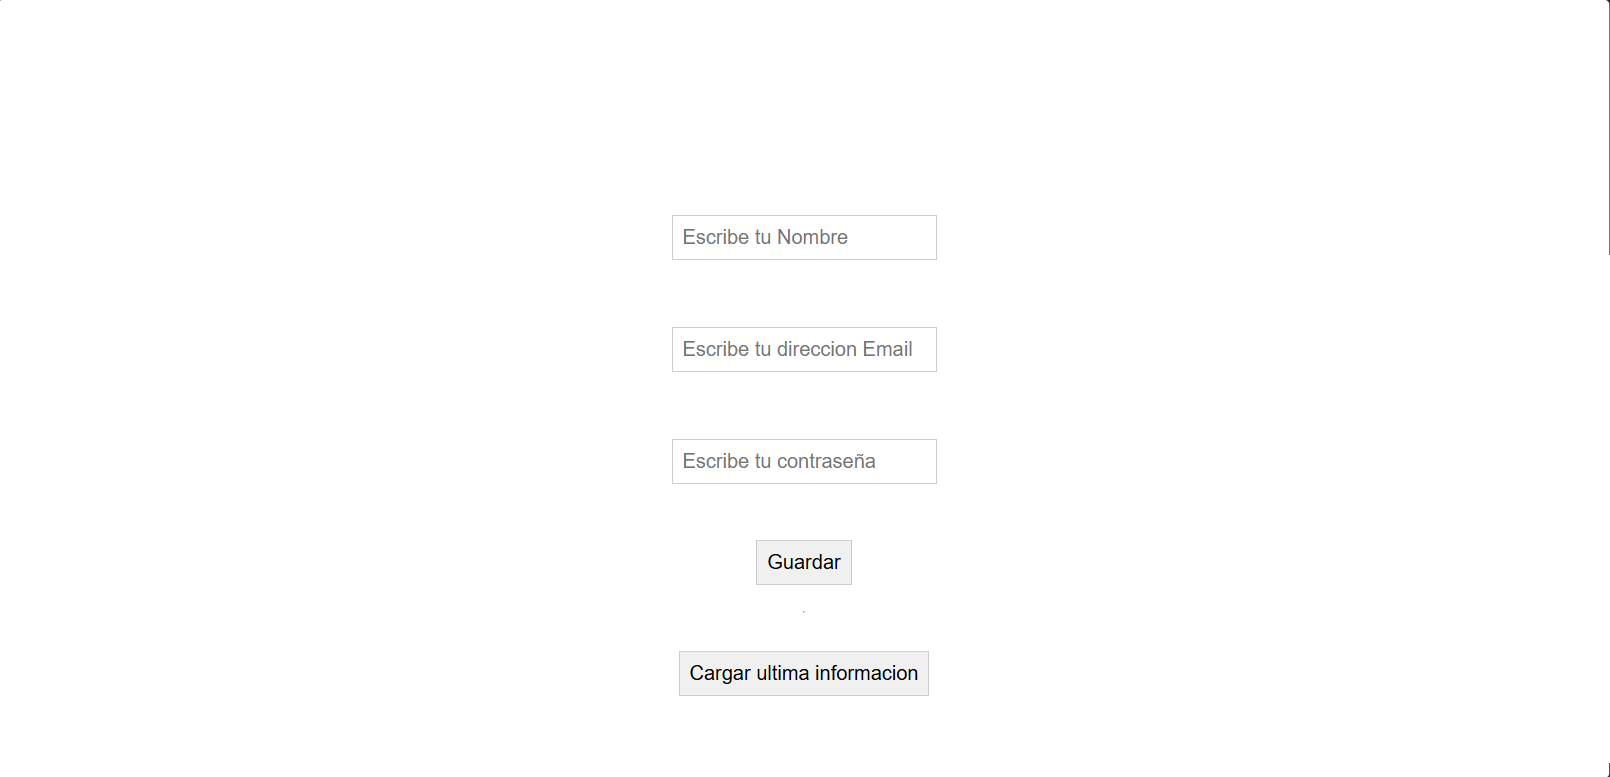 Escribe tu Nombre
Escribe tu direccion Email
Escribe tu contraseña
Guardar
Cargar ultima informacion